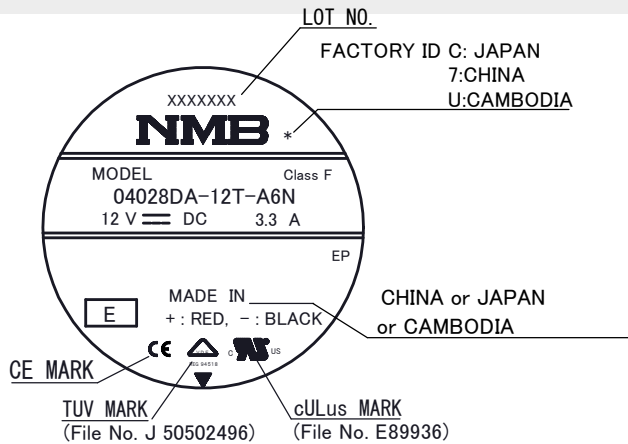 LOT NO.
FACTORY ID C: JAPAN
7:CHINA
U:CAMBODIA
XXXXXXX
NMB *
MODEL Class F
04028DA-12T-A6N
12 V DC 3.3 A
EP
MADE IN
CHINA or JAPAN
or CAMBODIA
E
+ : RED, - : BLACK
CE
C UR US
CE MARK
TUV MARK
(File No. J 50502496)
cULus MARK
(File No. E89936)